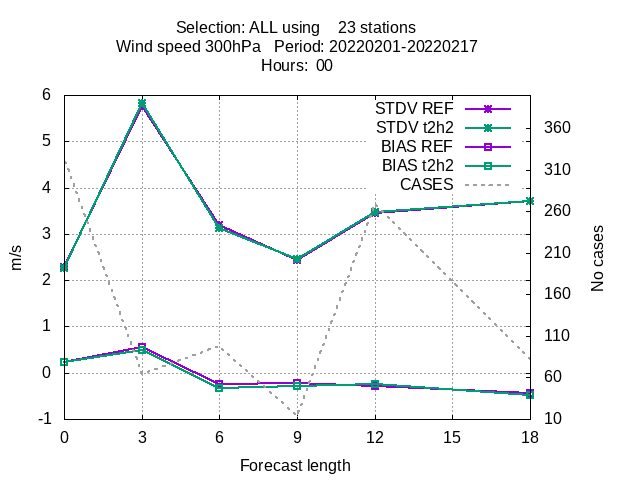 Selection: ALL using    23 stations
Wind speed 300hPa   Period: 20220201-20220217
Hours:  00
STDV REF
STDV t2h2
BIAS REF
BIAS t2h2
CASES
6
5
4
3
2
1
0
-1
m/s
360
310
260
210
160
110
60
10
No cases
0 3 6 9 12 15 18
Forecast length